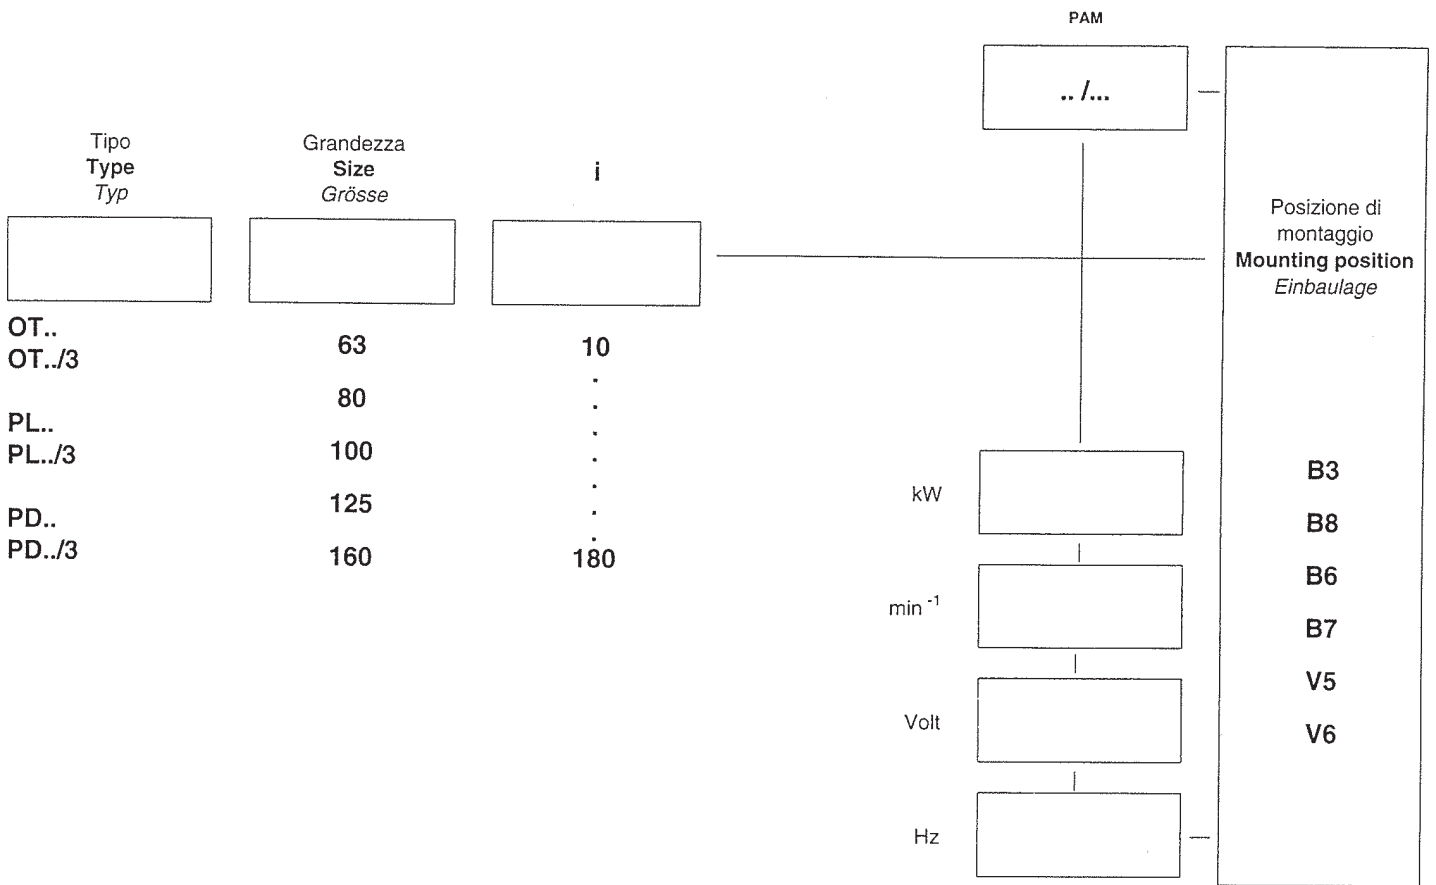 PAM
.. /...
Tipo
Type
Typ
Grandezza
Size
Grösse
i
Posizione di
montaggio
Mounting position
Einbaulage
OT..
OT../3
PL..
PL../3
PD..
PD../3
63
80
100
125
160
10
.
.
.
.
.
.
.
180
kW
min -1
Volt
Hz
B3
B8
B6
B7
V5
V6